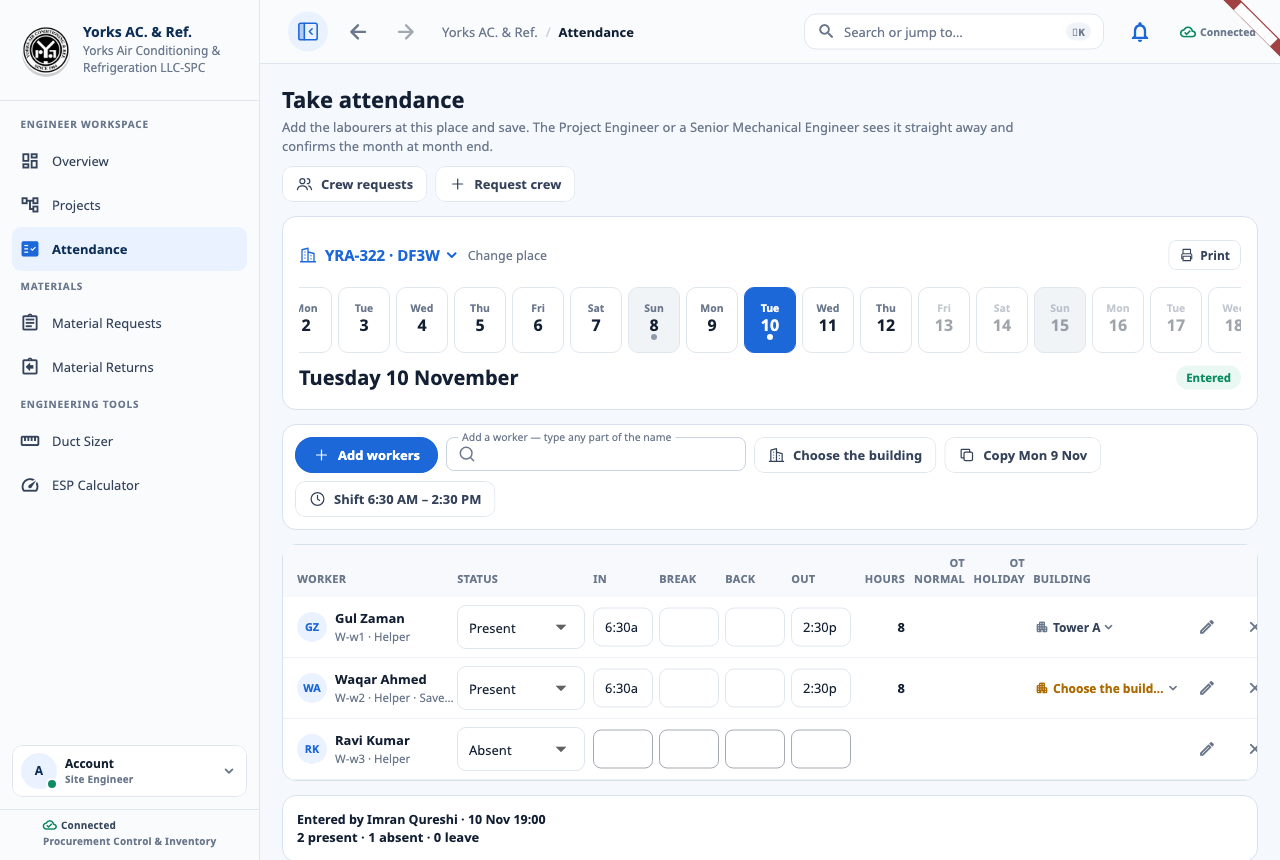 Yorks AC. & Ref.
Yorks Air Conditioning &
Refrigeration LLC-SPC
ENGINEER WORKSPACE
Overview
Projects
Attendance
MATERIALS
Material Requests
Material Returns
ENGINEERING TOOLS
Duct Sizer
ESP Calculator
A
Account
Site Engineer
Connected
Procurement Control & Inventory
Yorks AC. & Ref. / Attendance
Search or jump to...
K
Connected
Take attendance
Add the labourers at this place and save. The Project Engineer or a Senior Mechanical Engineer sees it straight away and
confirms the month at month end.
Crew requests
Request crew
YRA-322 · DF3W
Change place
Print
Mon Tue Wed Thu Fri Sat Sun Mon Tue Wed Thu Fri Sat Sun Mon Tue Wed
2 3 4 5 6 7 8 9 10 11 12 13 14 15 16 17 18
Tuesday 10 November
Entered
Add workers
Add a worker — type any part of the name
Choose the building
Copy Mon 9 Nov
Shift 6:30 AM – 2:30 PM
WORKER STATUS IN BREAK BACK OUT HOURS OT NORMAL OT HOLIDAY BUILDING
GZ
Gul Zaman
W-w1 · Helper
Present 6:30a 2:30p 8 Tower A
WA
Waqar Ahmed
W-w2 · Helper · Save...
Present 6:30a 2:30p 8 Choose the build...
RK
Ravi Kumar
W-w3 · Helper
Absent
Entered by Imran Qureshi · 10 Nov 19:00
2 present · 1 absent · 0 leave